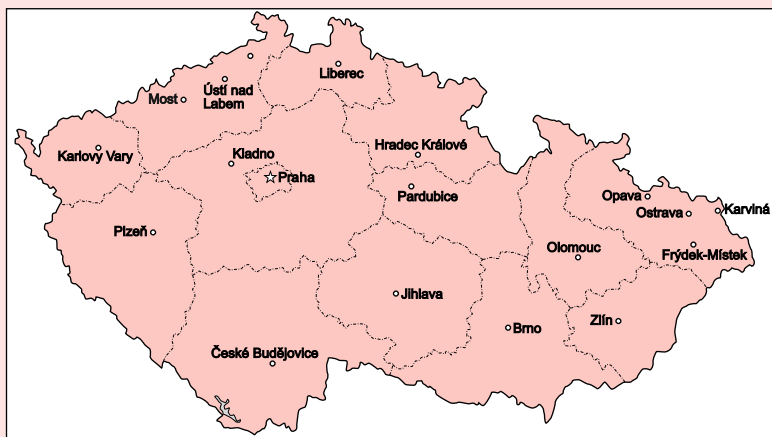 Liberec
Ústí nad
Labem
Most
Hradec Králové
Karlovy Vary
Kladno
Praha
Pardubice
Opava
Ostrava
Karviná
Plzeň
Olomouc
Frýdek-Místek
Jihlava
Zlín
Brno
České Budějovice